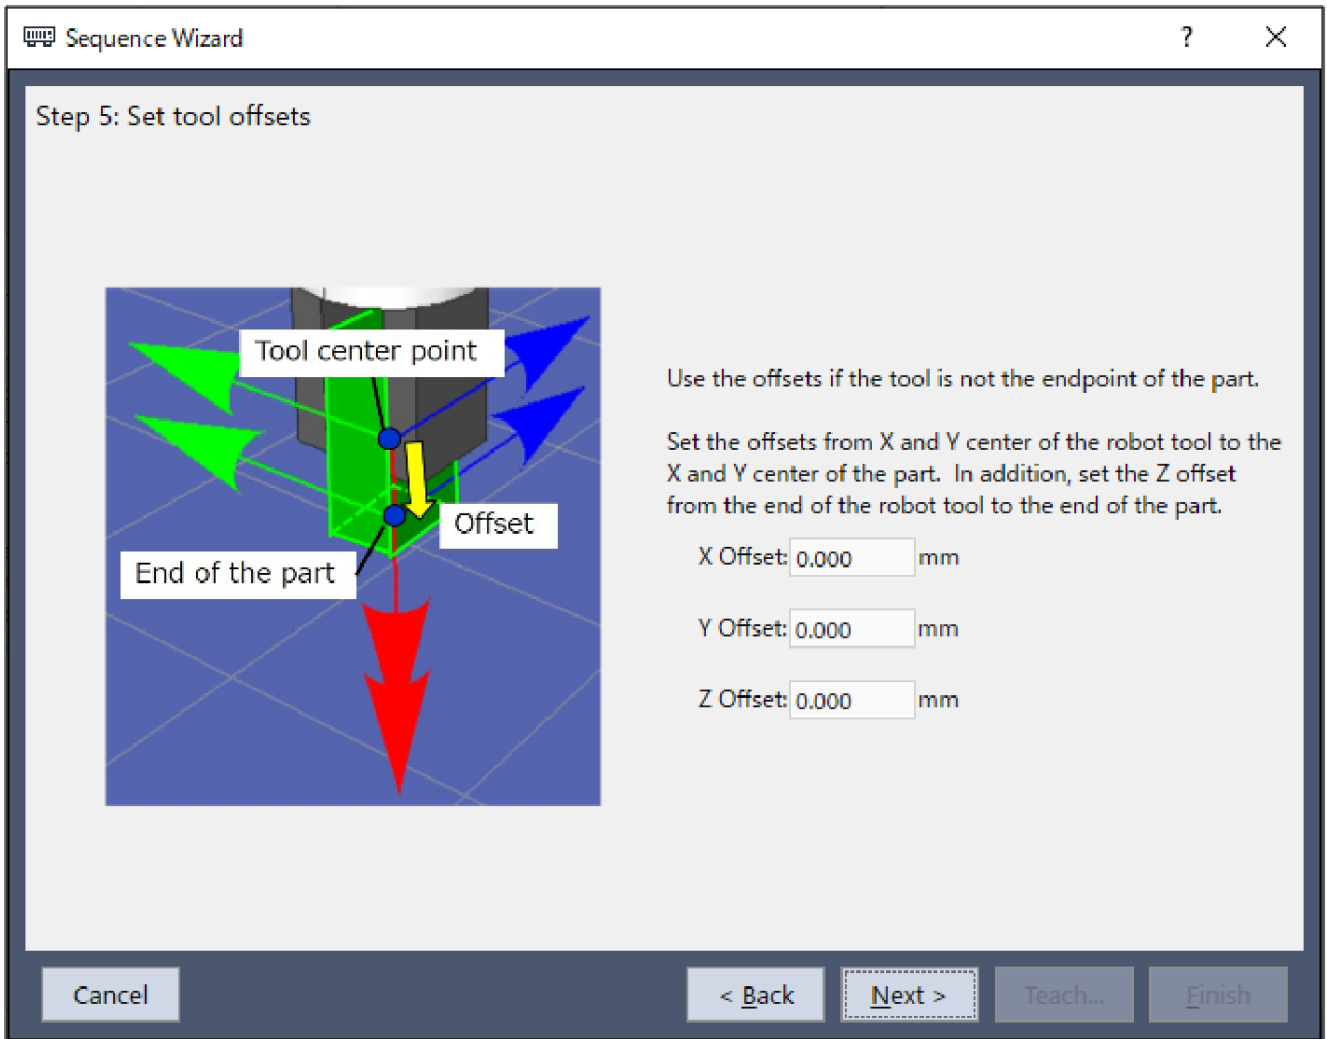 Sequence Wizard
?
Step 5: Set tool offsets
Tool center point
Offset
End of the part
Use the offsets if the tool is not the endpoint of the part.
Set the offsets from X and Y center of the robot tool to the
X and Y center of the part. In addition, set the Z offset
from the end of the robot tool to the end of the part.
X Offset: 0.000 mm
Y Offset: 0.000 mm
Z Offset: 0.000 mm
Cancel
< Back
Next >
Teach...
Finish